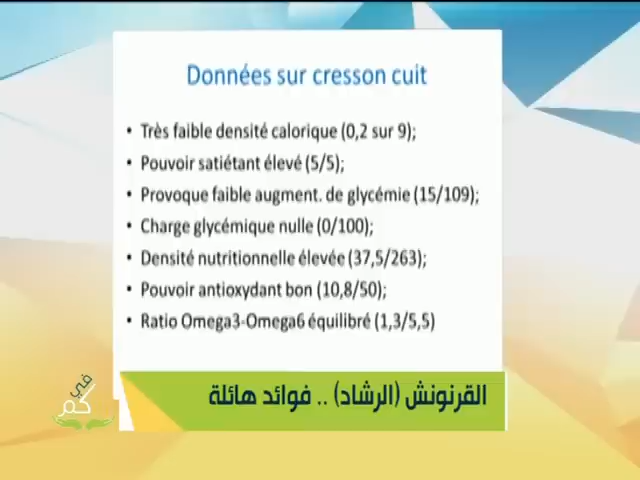 Données sur cresson cuit
• Très faible densité calorique (0,2 sur 9);
• Pouvoir satiétant élevé (5/5);
• Provoque faible augment. de glycémie (15/109);
• Charge glycémique nulle (0/100);
• Densité nutritionnelle élevée (37,5/263);
• Pouvoir antioxydant bon (10,8/50);
• Ratio Omega3-Omega6 équilibré (1,3/5,5)
القرنونش (الرشاد) .. فوائد هائلة
في
كم